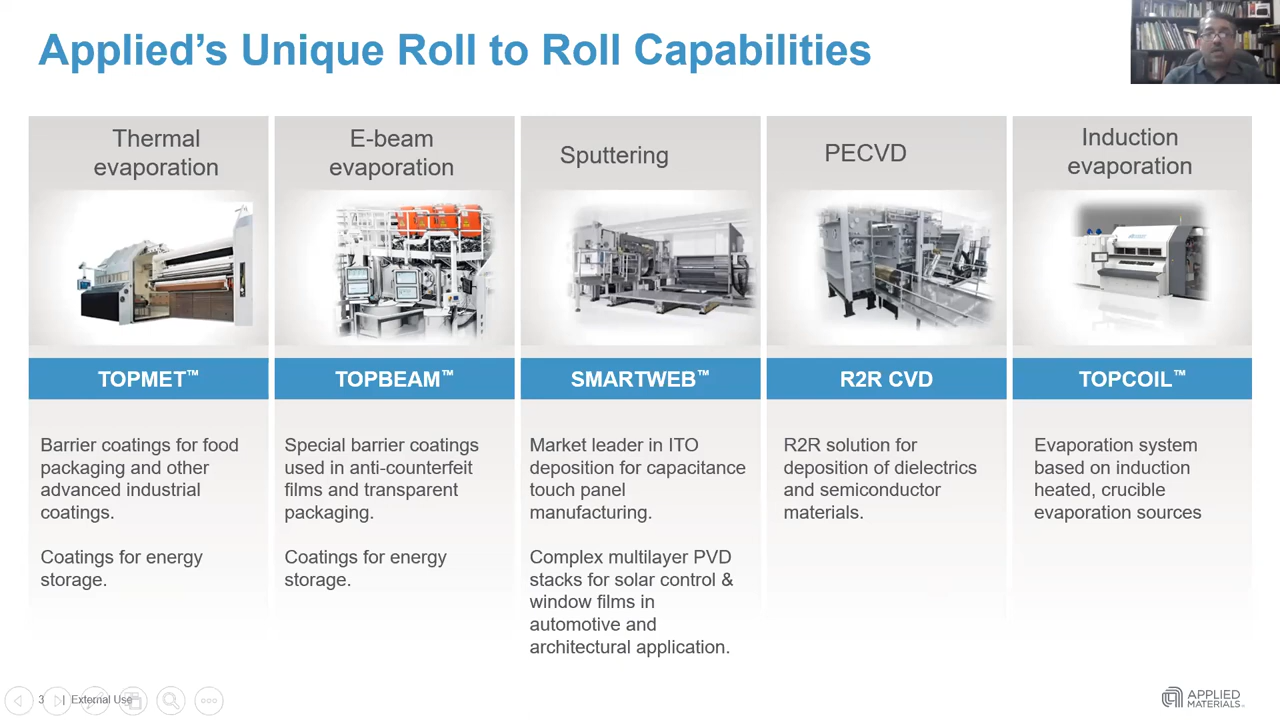 Applied's Unique Roll to Roll Capabilities
Thermal
evaporation
E-beam
evaporation
Sputtering
PECVD
Induction
evaporation
TOPMET™
TOPBEAM™
SMARTWEB™
R2R CVD
TOPCOIL™
Barrier coatings for food
packaging and other
advanced industrial
coatings.
Coatings for energy
storage.
Special barrier coatings
used in anti-counterfeit
films and transparent
packaging.
Coatings for energy
storage.
Market leader in ITO
deposition for capacitance
touch panel
manufacturing.
Complex multilayer PVD
stacks for solar control &
window films in
automotive and
architectural application.
R2R solution for
deposition of dielectrics
and semiconductor
materials.
Evaporation system
based on induction
heated, crucible
evaporation sources
3 | External Use
APPLIED
MATERIALS